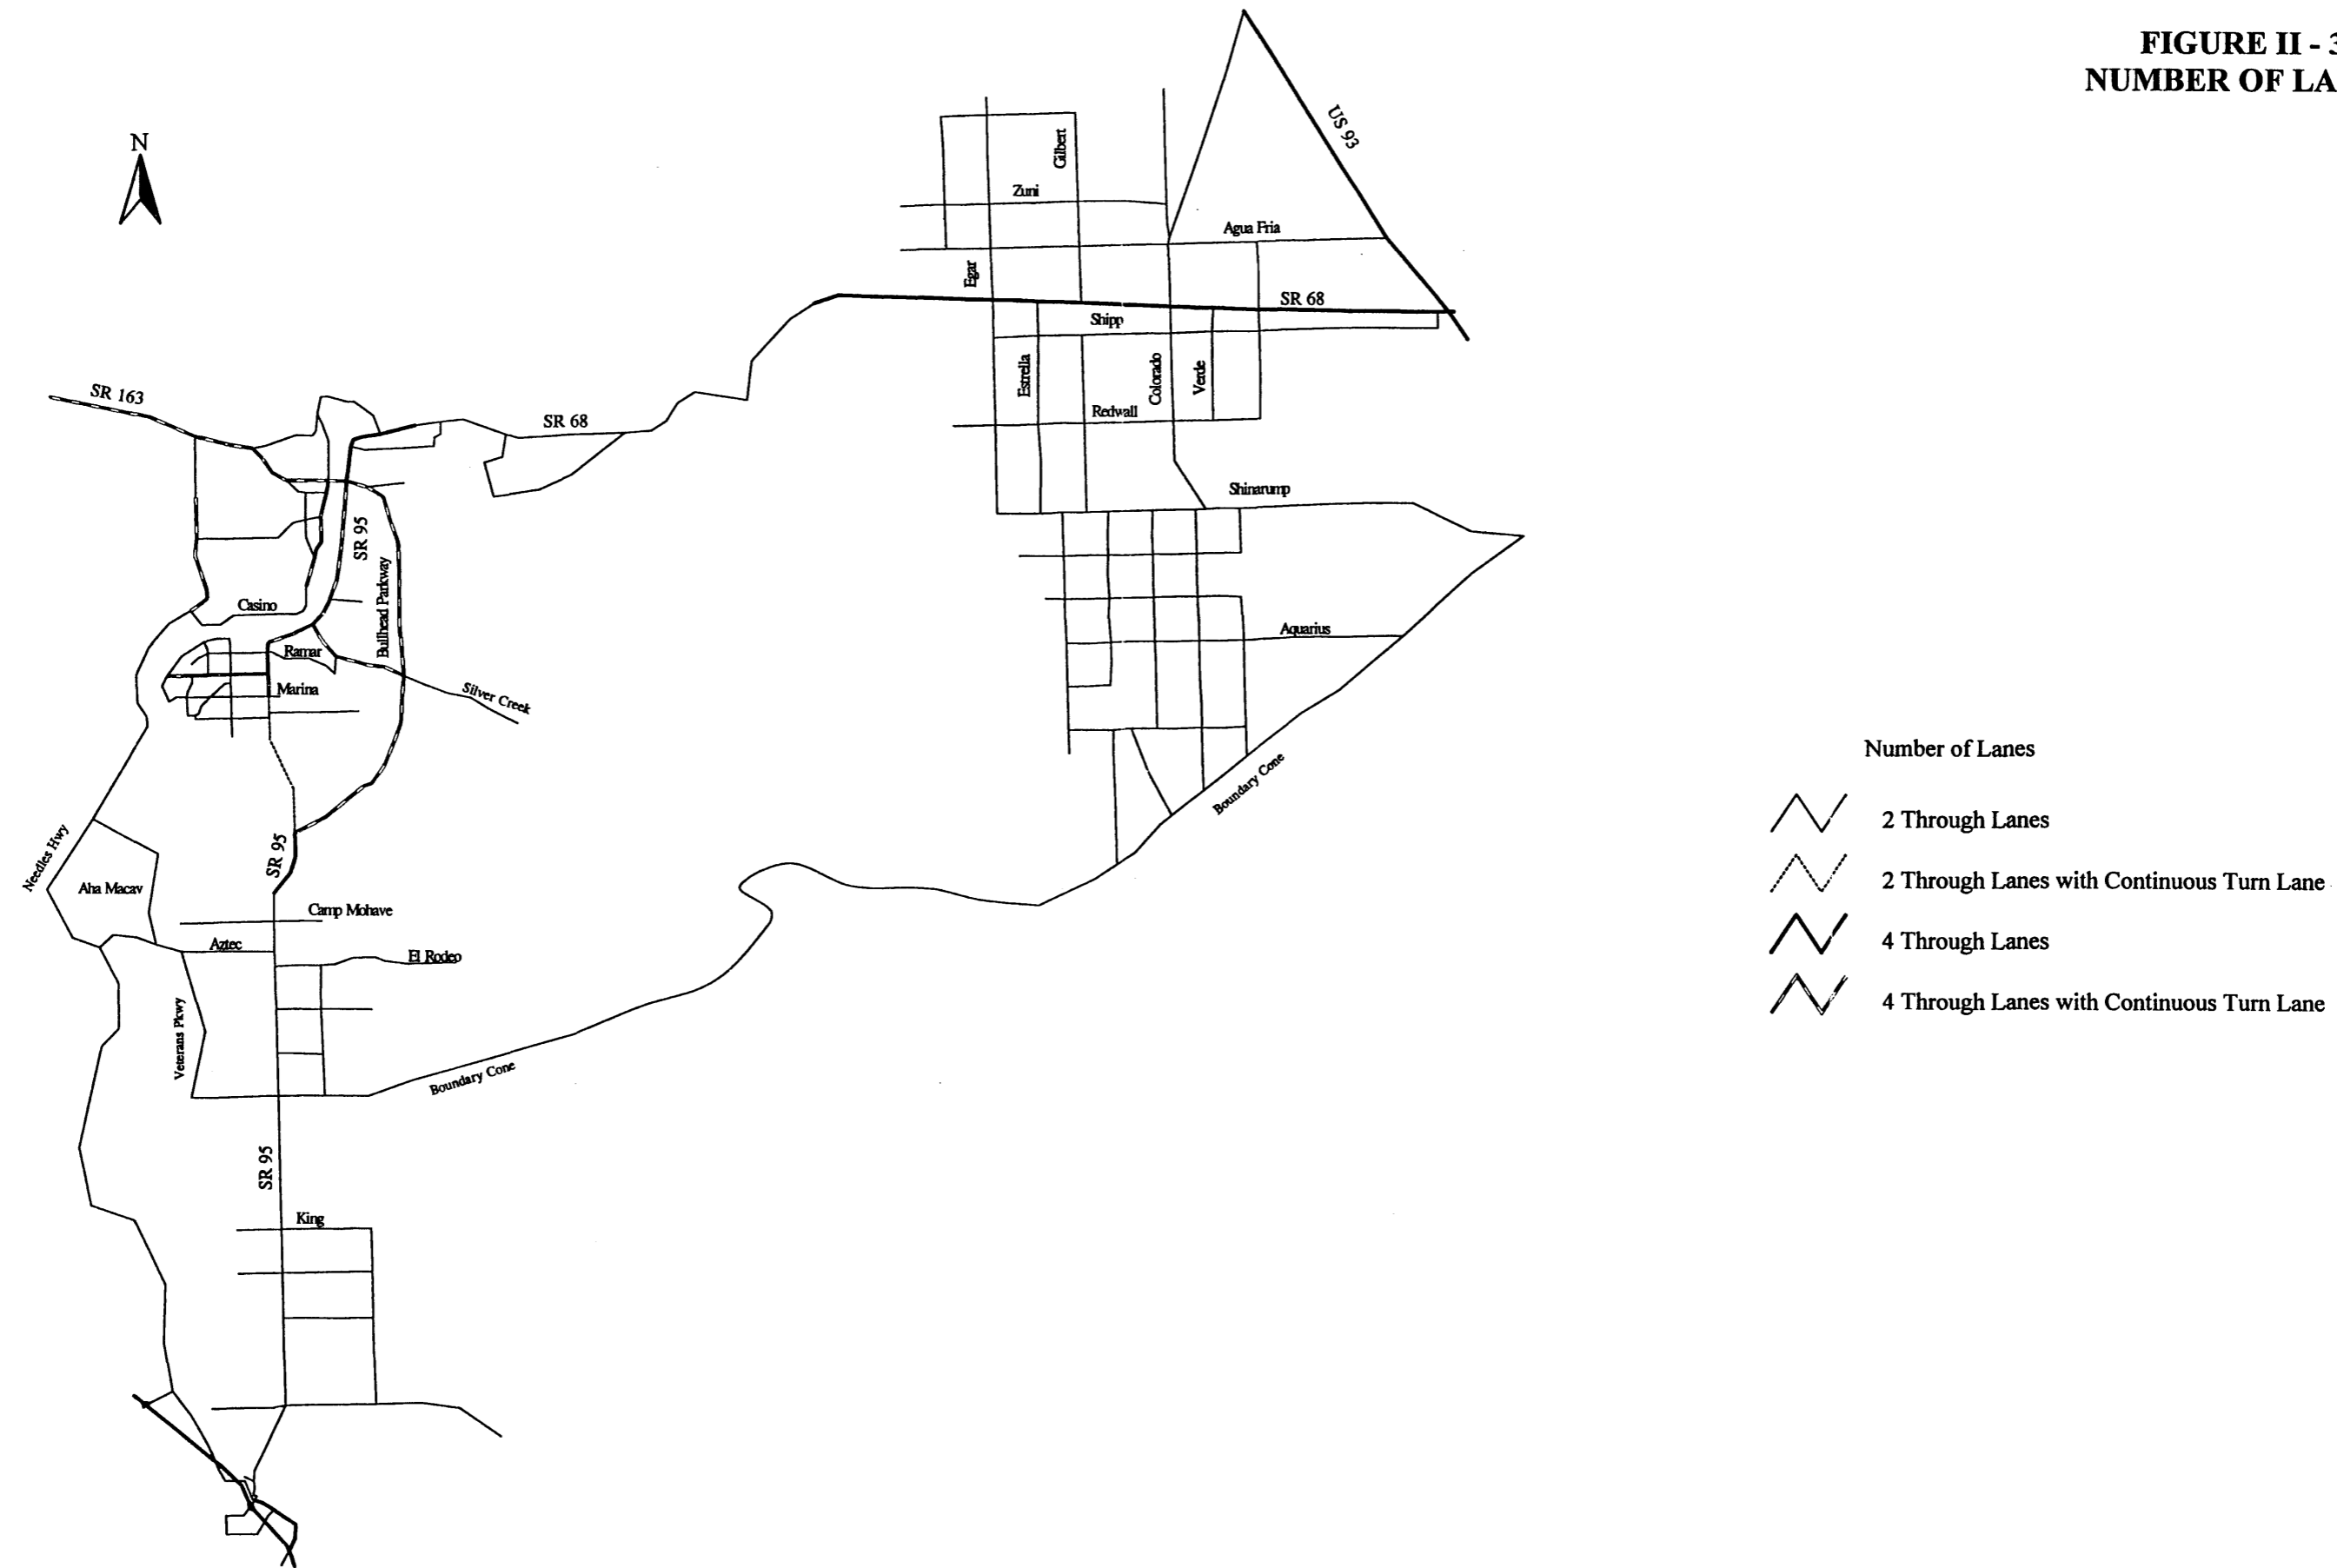 FIGURE II - 3
NUMBER OF LA
N
US 93
Gilbert
Zuni
Agua Fria
Egar
SR 68
Shipp
Estrella
Colorado
Verde
Redwall
SR 163
SR 68
Shinarump
SR 95
Bullhead Parkway
Casino
Aquarius
Ramar
Marina
Silver Creek
Number of Lanes
Boundary Cone
2 Through Lanes
Needles Hwy
SR 95
Aha Macav
2 Through Lanes with Continuous Turn Lane
Camp Mohave
Aztec
4 Through Lanes
El Rodeo
Veterans Pkwy
4 Through Lanes with Continuous Turn Lane
Boundary Cone
SR 95
King